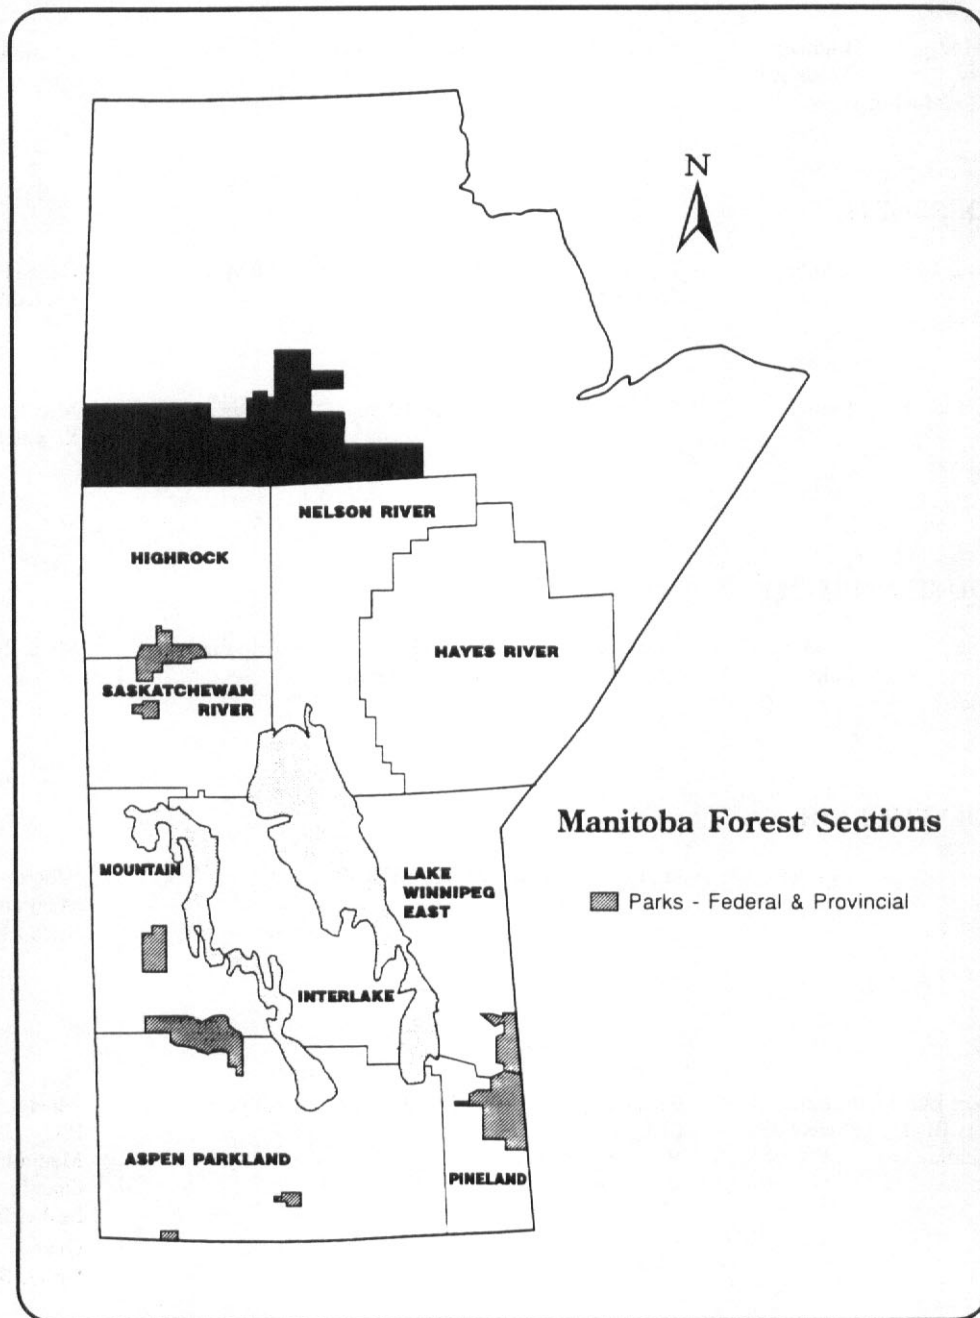 N
NELSON RIVER
HIGHROCK
HAYES RIVER
SASKATCHEWAN
RIVER
Manitoba Forest Sections
MOUNTAIN
LAKE
WINNIPEG
EAST
Parks - Federal & Provincial
INTERLAKE
ASPEN PARKLAND
PINELAND